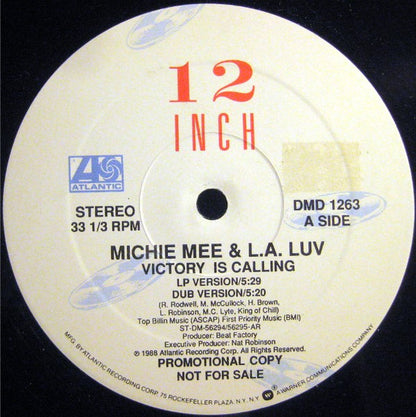 12
INCH
ATLANTIC
STEREO
33 1/3 RPM
DMD 1263
A SIDE
MICHIE MEE & L.A. LUV
VICTORY IS CALLING
LP VERSION/5:29
DUB VERSION/5:20
( R. Rodwell, M. McCullock, H. Brown,
L. Robinson, M.C. Lyte, King of Chill )
Top Billin Music (ASCAP) First Priority Music (BMI)
ST-DM-56294/56295-AR
Producer: Beat Factory
Executive Producer: Nat Robinson
℗ 1988 Atlantic Recording Corp. All Rights Reserved.
PROMOTIONAL COPY
NOT FOR SALE
MFG. BY ATLANTIC RECORDING CORP. 75 ROCKEFELLER PLAZA. N.Y. N.Y. W A WARNER COMMUNICATIONS COMPANY